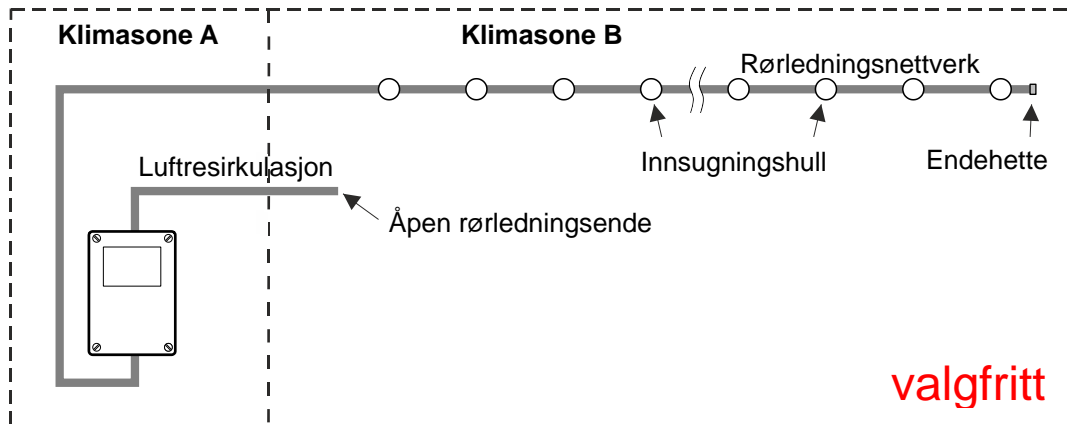 Klimasone A
Klimasone B
Rørledningsnettverk
Innsugningshull
Endehette
Luftresirkulasjon
Åpen rørledningsende
valgfritt